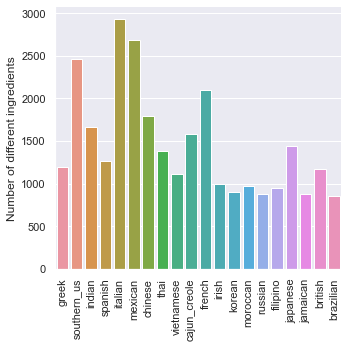 Number of different ingredients
3000
2500
2000
1500
1000
500
0
greek
southern_us
indian
spanish
italian
mexican
chinese
thai
vietnamese
cajun_creole
french
irish
korean
moroccan
russian
filipino
japanese
jamaican
british
brazilian